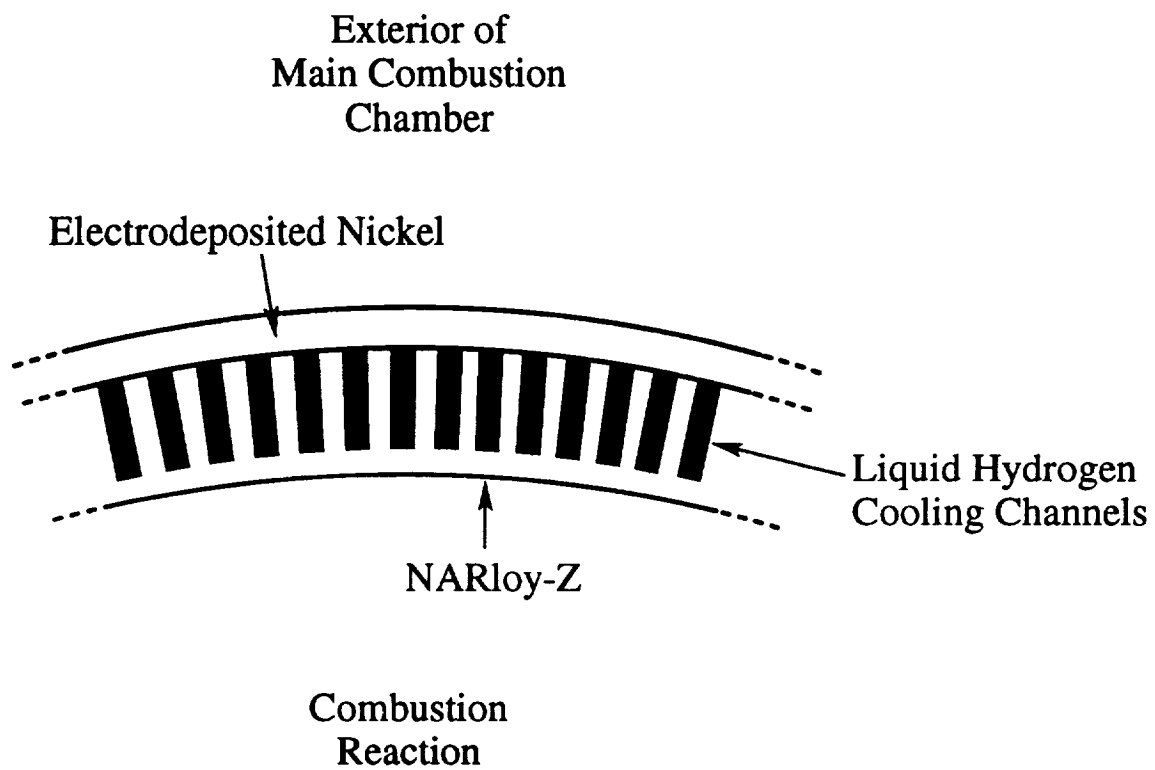 Exterior of
Main Combustion
Chamber
Electrodeposited Nickel
Liquid Hydrogen
Cooling Channels
NARloy-Z
Combustion
Reaction